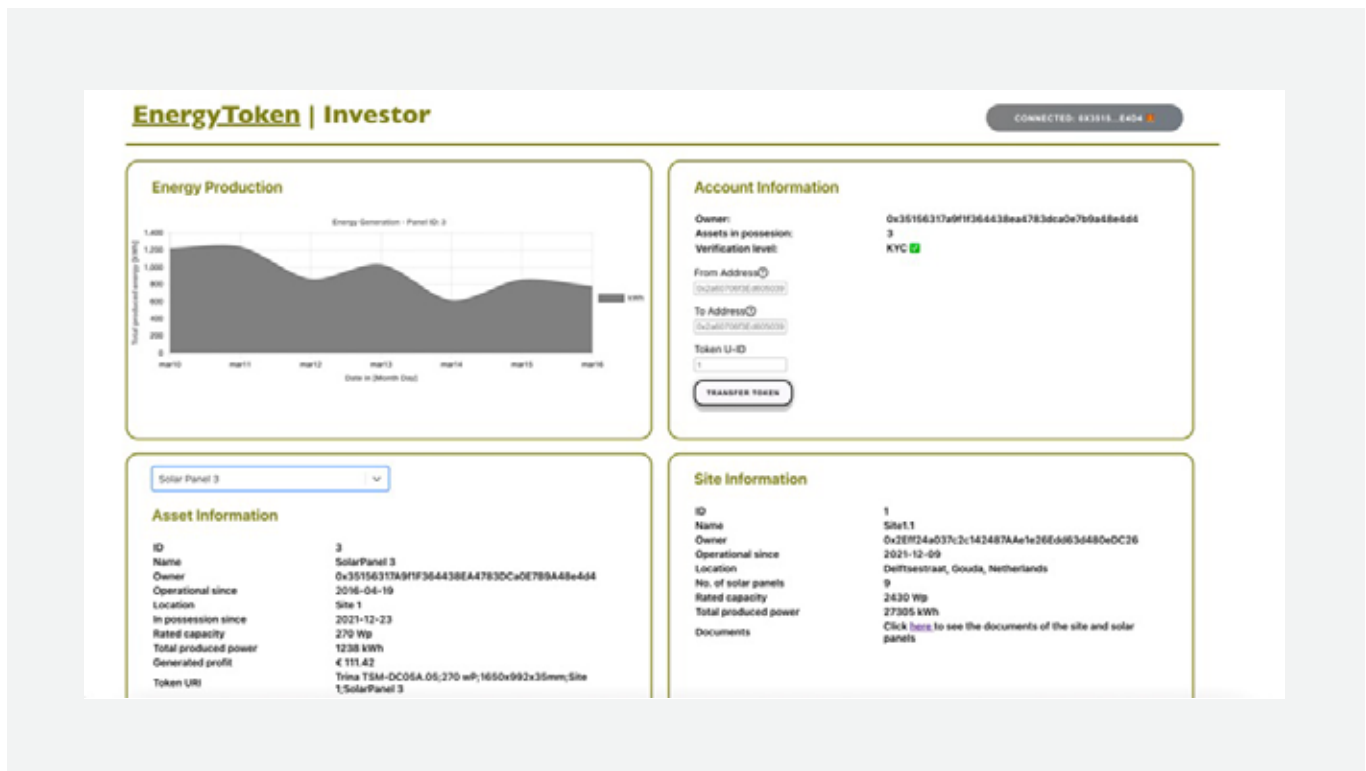 EnergyToken | Investor
CONNECTED: 0X3515...E4D4
Energy Production
Energy Generation - Panel ID: 3
Total produced energy [kWh]
1,400
1,200
1,000
800
600
400
200
0
mar10 mar11 mar12 mar13 mar14 mar15 mar16
Date in [Month Day]
kWh
Account Information
Owner: 0x35156317a9f1f364438ea4783dca0e7b9a48e4d4
Assets in possesion: 3
Verification level: KYC
From Address
To Address
Token U-ID
1
TRANSFER TOKEN
Solar Panel 3
Asset Information
ID 3
Name SolarPanel 3
Owner 0x35156317A9f1F364438EA4783DCa0E7B9A48e4d4
Operational since 2016-04-19
Location Site 1
In possession since 2021-12-23
Rated capacity 270 Wp
Total produced power 1238 kWh
Generated profit € 111.42
Token URI Trina TSM-DC05A.05;270 wP;1650x992x35mm;Site
1;SolarPanel 3
Site Information
ID 1
Name Site1.1
Owner 0x2Eff24a037c2c142487AAe1e26Edd63d480eDC26
Operational since 2021-12-09
Location Delftsestraat, Gouda, Netherlands
No. of solar panels 9
Rated capacity 2430 Wp
Total produced power 27305 kWh
Documents Click here to see the documents of the site and solar
panels